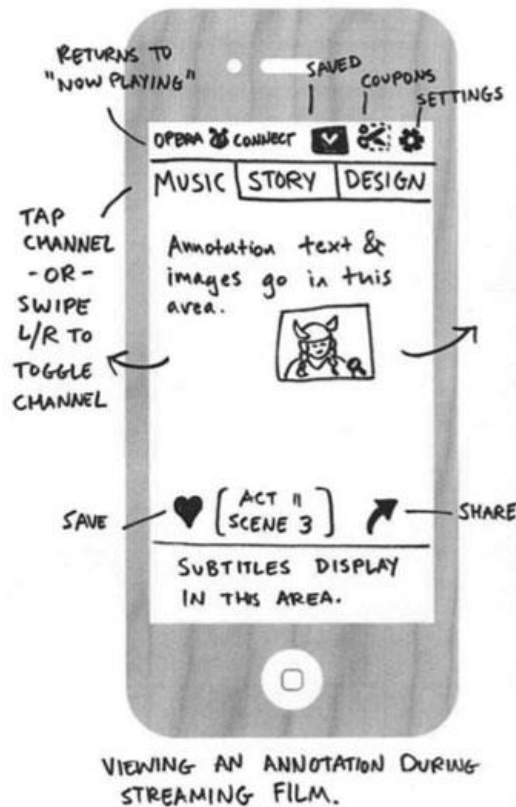 RETURNS TO
"NOW PLAYING"
SAVED
COUPONS
SETTINGS
OPERA CONNECT
MUSIC STORY DESIGN
TAP
CHANNEL
- OR -
SWIPE
L/R TO
TOGGLE
CHANNEL
Annotation text &
images go in this
area.
SAVE
ACT II
SCENE 3
SHARE
SUBTITLES DISPLAY
IN THIS AREA.
VIEWING AN ANNOTATION DURING
STREAMING FILM.